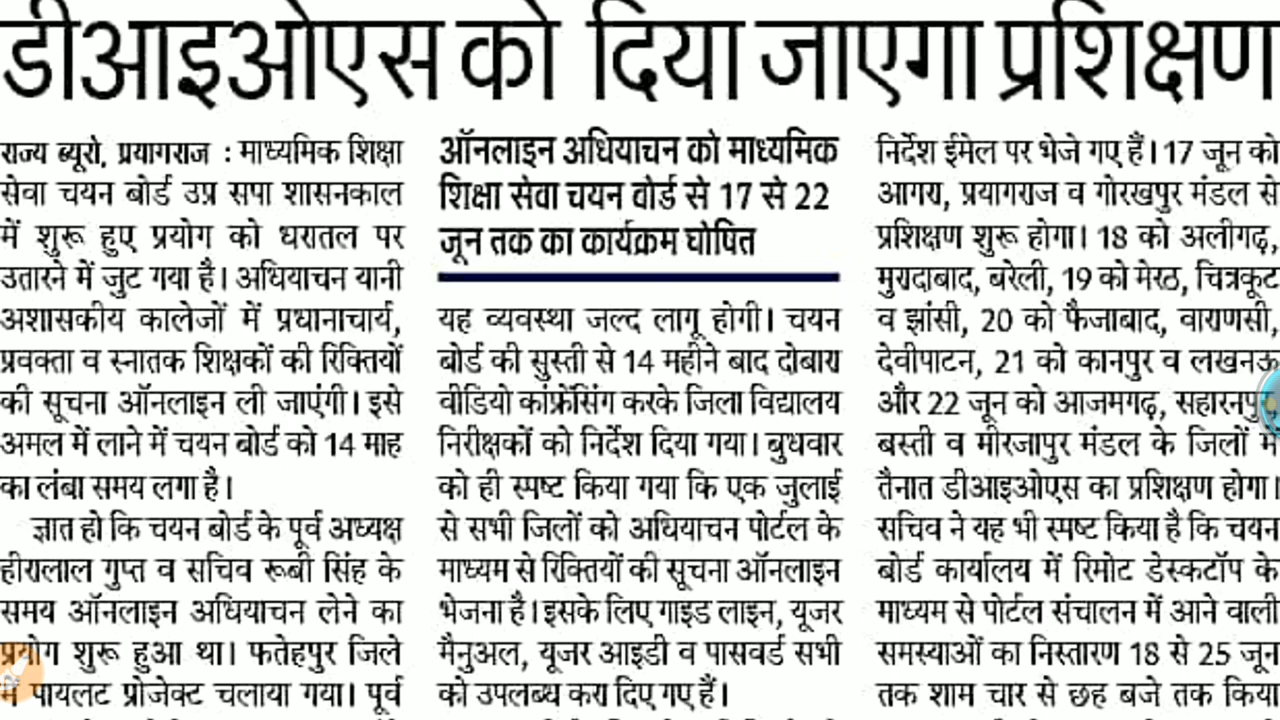 डीआइओएस को दिया जाएगा प्रशिक्षण
राज्य ब्यूरो, प्रयागराज : माध्यमिक शिक्षा
सेवा चयन बोर्ड उप्र सपा शासनकाल
में शुरू हुए प्रयोग को धरातल पर
उतारने में जुट गया है। अधियाचन यानी
अशासकीय कालेजों में प्रधानाचार्य,
प्रवक्ता व स्नातक शिक्षकों की रिक्तियों
की सूचना ऑनलाइन ली जाएंगी। इसे
अमल में लाने में चयन बोर्ड को 14 माह
का लंबा समय लगा है।
ज्ञात हो कि चयन बोर्ड के पूर्व अध्यक्ष
हीरालाल गुप्त व सचिव रूबी सिंह के
समय ऑनलाइन अधियाचन लेने का
प्रयोग शुरू हुआ था। फतेहपुर जिले
में पायलट प्रोजेक्ट चलाया गया। पूर्व
ऑनलाइन अधियाचन को माध्यमिक
शिक्षा सेवा चयन बोर्ड से 17 से 22
जून तक का कार्यक्रम घोषित
यह व्यवस्था जल्द लागू होगी। चयन
बोर्ड की सुस्ती से 14 महीने बाद दोबारा
वीडियो कांफ्रेंसिंग करके जिला विद्यालय
निरीक्षकों को निर्देश दिया गया। बुधवार
को ही स्पष्ट किया गया कि एक जुलाई
से सभी जिलों को अधियाचन पोर्टल के
माध्यम से रिक्तियों की सूचना ऑनलाइन
भेजना है। इसके लिए गाइड लाइन, यूजर
मैनुअल, यूजर आइडी व पासवर्ड सभी
को उपलब्ध करा दिए गए हैं।
निर्देश ईमेल पर भेजे गए हैं। 17 जून को
आगरा, प्रयागराज व गोरखपुर मंडल से
प्रशिक्षण शुरू होगा। 18 को अलीगढ़,
मुरादाबाद, बरेली, 19 को मेरठ, चित्रकूट
व झांसी, 20 को फैजाबाद, वाराणसी,
देवीपाटन, 21 को कानपुर व लखनऊ
और 22 जून को आजमगढ़, सहारनपु
बस्ती व मीरजापुर मंडल के जिलों में
तैनात डीआइओएस का प्रशिक्षण होगा।
सचिव ने यह भी स्पष्ट किया है कि चयन
बोर्ड कार्यालय में रिमोट डेस्कटॉप के
माध्यम से पोर्टल संचालन में आने वाली
समस्याओं का निस्तारण 18 से 25 जून
तक शाम चार से छह बजे तक किया